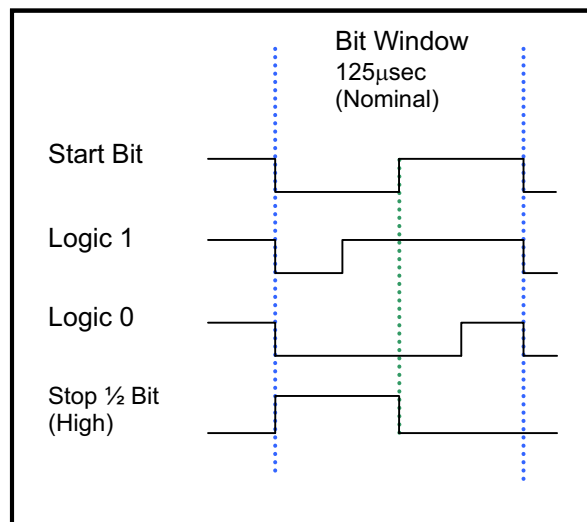 Bit Window
125μsec
(Nominal)
Start Bit
Logic 1
Logic 0
Stop ½ Bit
(High)